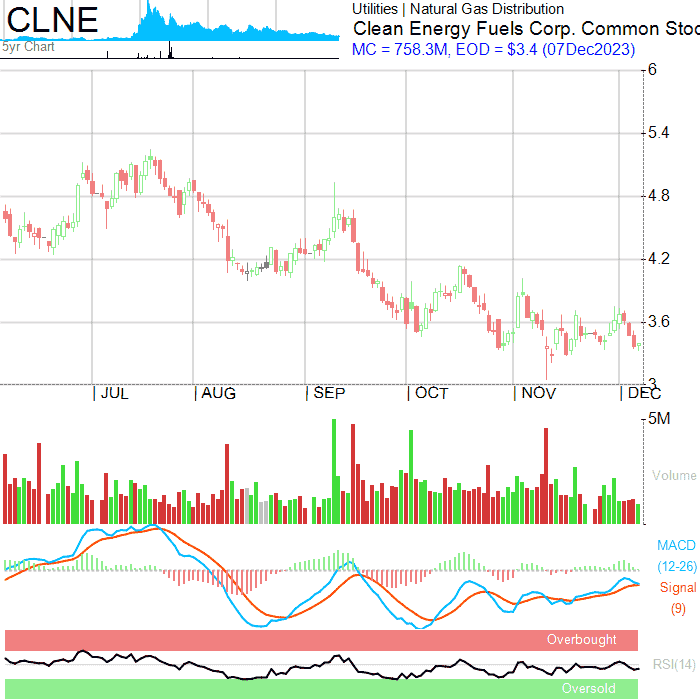 CLNE
5yr Chart
Utilities | Natural Gas Distribution
Clean Energy Fuels Corp. Common Stoc
MC = 758.3M, EOD = $3.4 (07Dec2023)
6
5.4
4.8
4.2
3.6
3
JUL AUG SEP OCT NOV DEC
5M
Volume
MACD
(12-26)
Signal
(9)
Overbought
RSI(14)
Oversold